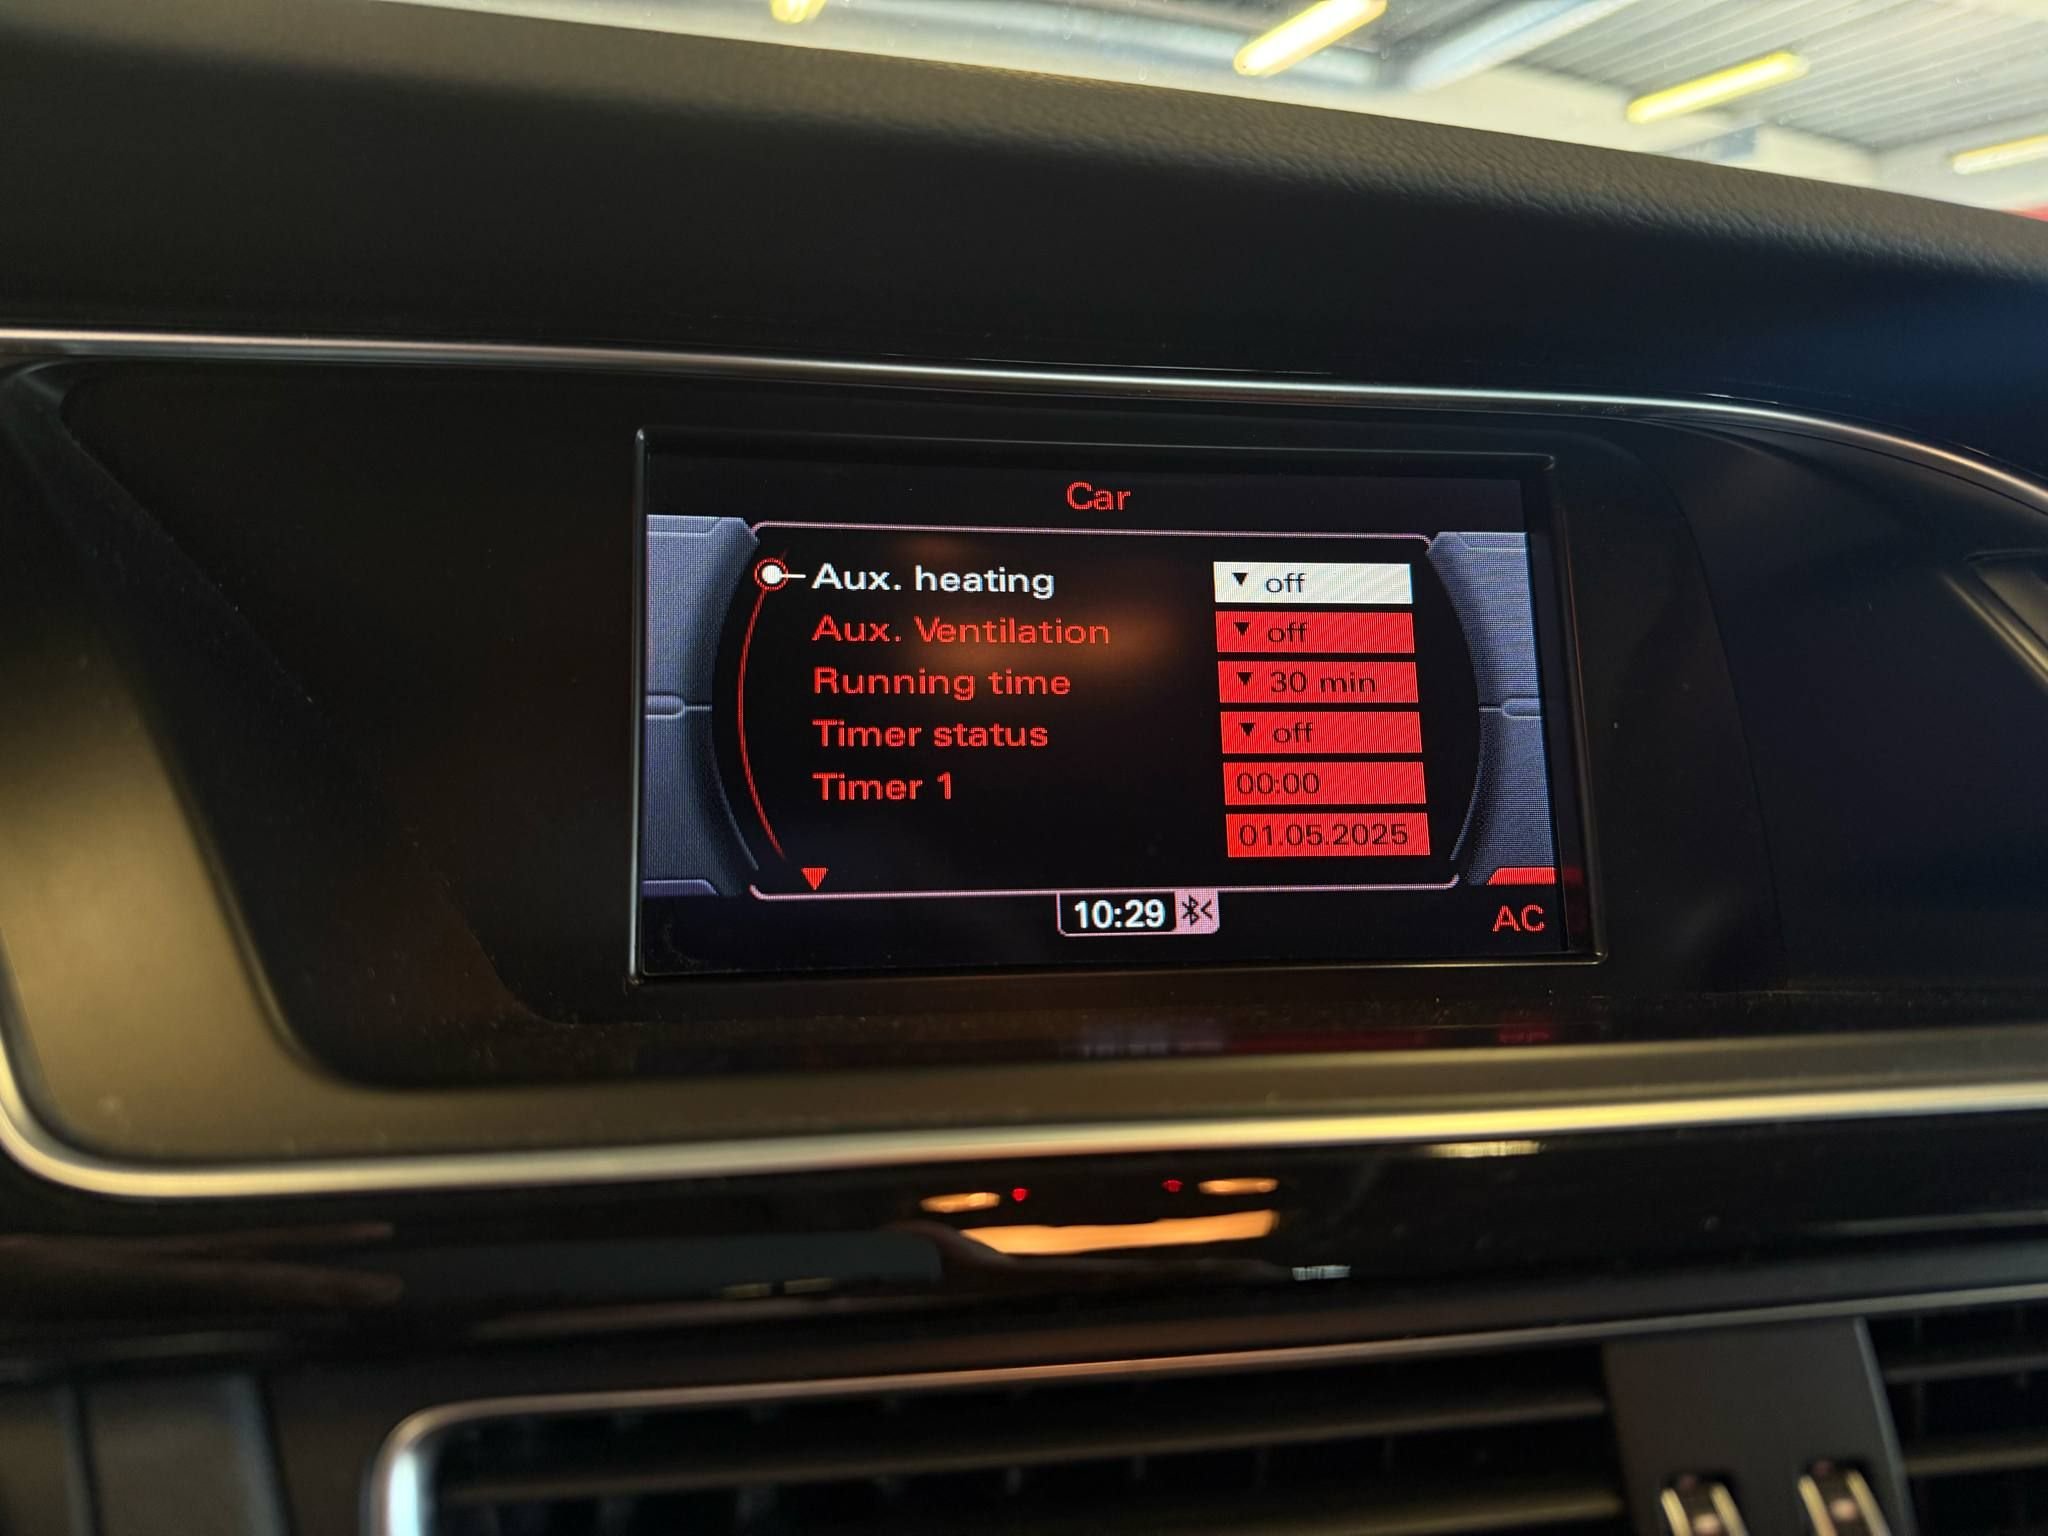 Car
Aux. heating ▼ off
Aux. Ventilation ▼ off
Running time ▼ 30 min
Timer status ▼ off
Timer 1 00:00
01.05.2025
10:29
AC